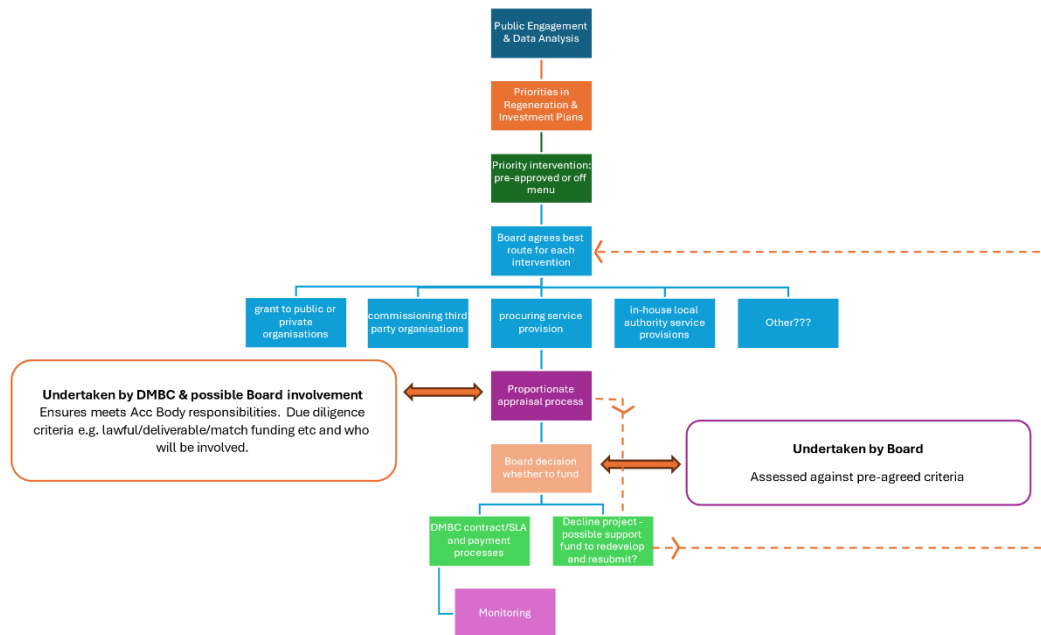 Public Engagement
& Data Analysis
Priorities in
Regeneration &
Investment Plans
Priority intervention:
pre-approved or off
menu
Board agrees best
route for each
intervention
grant to public or
private
organisations
commissioning third
party organisations
procuring service
provision
in-house local
authority service
provisions
Other???
Undertaken by DMBC & possible Board involvement
Ensures meets Acc Body responsibilities.  Due diligence
criteria e.g. lawful/deliverable/match funding etc and who
will be involved.
Proportionate
appraisal process
Board decision
whether to fund
Undertaken by Board
Assessed against pre-agreed criteria
DMBC contract/SLA
and payment
processes
Decline project -
possible support
fund to redevelop
and resubmit?
Monitoring